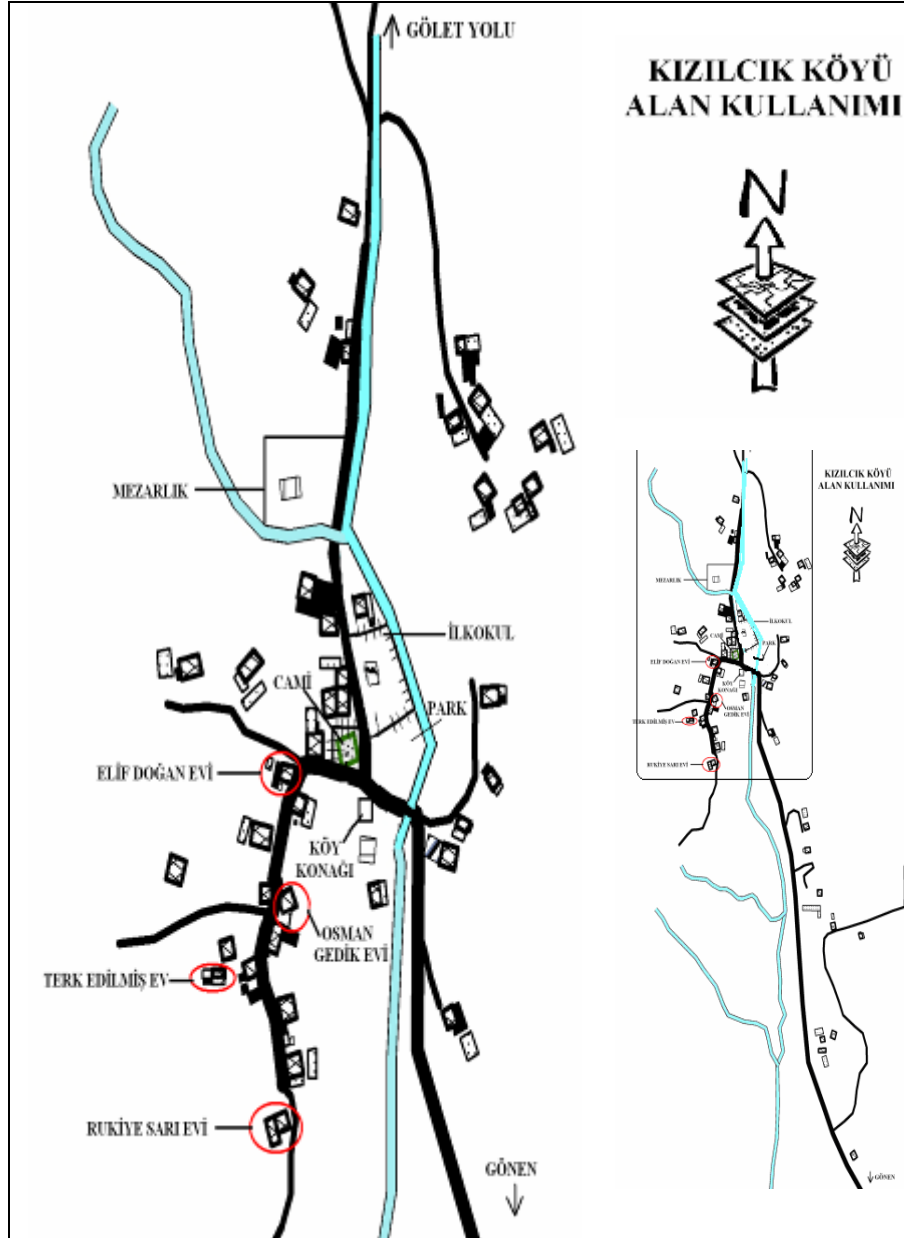 GÖLET YOLU
KIZILCIK KÖYÜ
ALAN KULLANIMI
N
MEZARLIK
İLKOKUL
CAMİ
PARK
ELİF DOĞAN EVİ
KÖY
KONAĞI
OSMAN
GEDİK EVİ
TERK EDİLMİŞ EV
RUKİYE SARI EVİ
GÖNEN
KIZILCIK KÖYÜ
ALAN KULLANIMI
N
MEZARLIK
İLKOKUL
CAMİ
PARK
ELİF DOĞAN EVİ
KÖY
KONAĞI
OSMAN
GEDİK EVİ
TERK EDİLMİŞ EV
RUKİYE SARI EVİ
GÖNEN